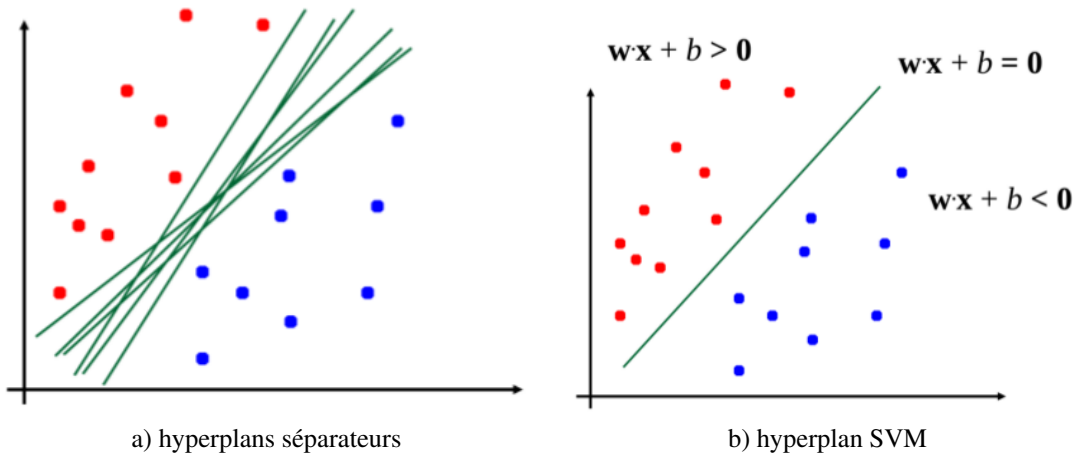 w·x + b > 0
w·x + b = 0
w·x + b < 0
a) hyperplans séparateurs
b) hyperplan SVM